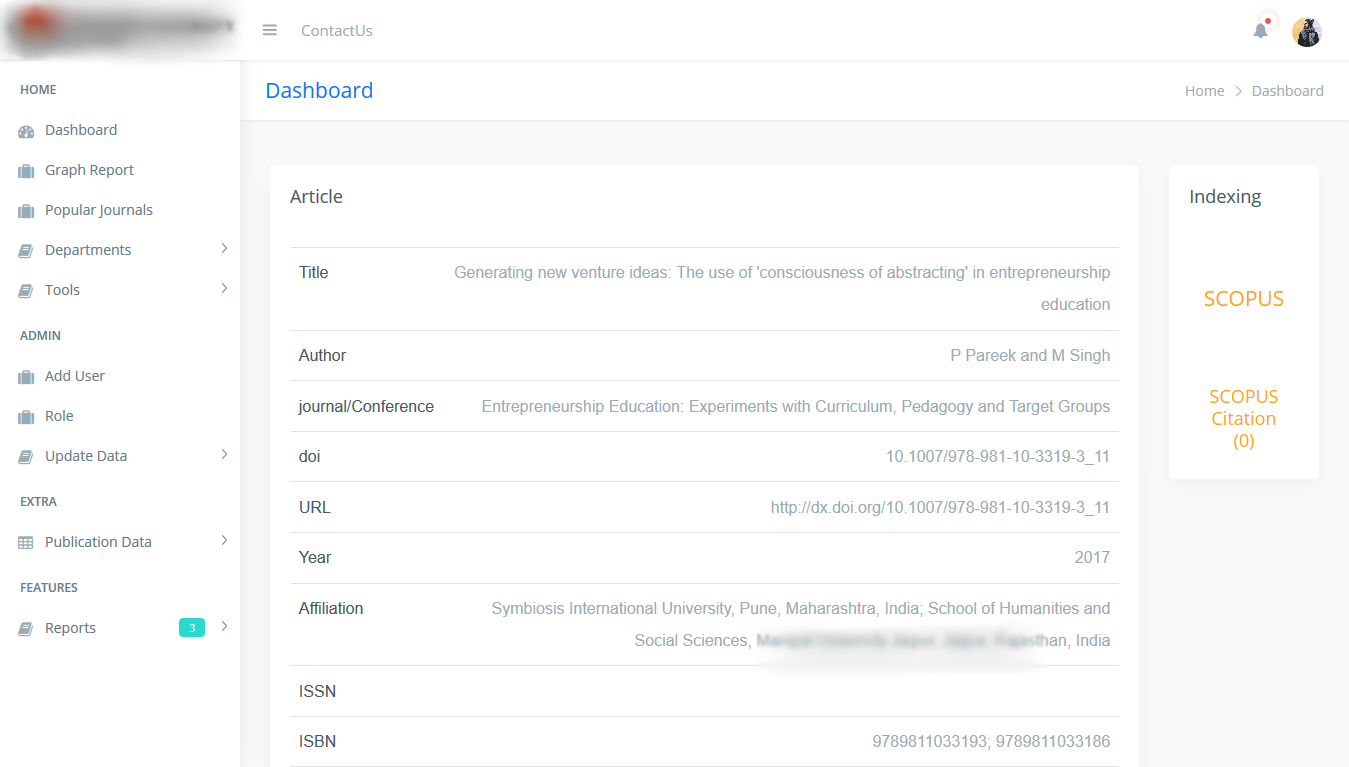 ContactUs
HOME
Dashboard
Graph Report
Popular Journals
Departments
Tools
ADMIN
Add User
Role
Update Data
EXTRA
Publication Data
FEATURES
Reports 3
Dashboard
Home > Dashboard
Article
Title Generating new venture ideas: The use of 'consciousness of abstracting' in entrepreneurship
education
Author P Pareek and M Singh
journal/Conference Entrepreneurship Education: Experiments with Curriculum, Pedagogy and Target Groups
doi 10.1007/978-981-10-3319-3_11
URL http://dx.doi.org/10.1007/978-981-10-3319-3_11
Year 2017
Affiliation Symbiosis International University, Pune, Maharashtra, India; School of Humanities and
Social Sciences, India
ISSN
ISBN 9789811033193; 9789811033186
Indexing
SCOPUS
SCOPUS
Citation
(0)